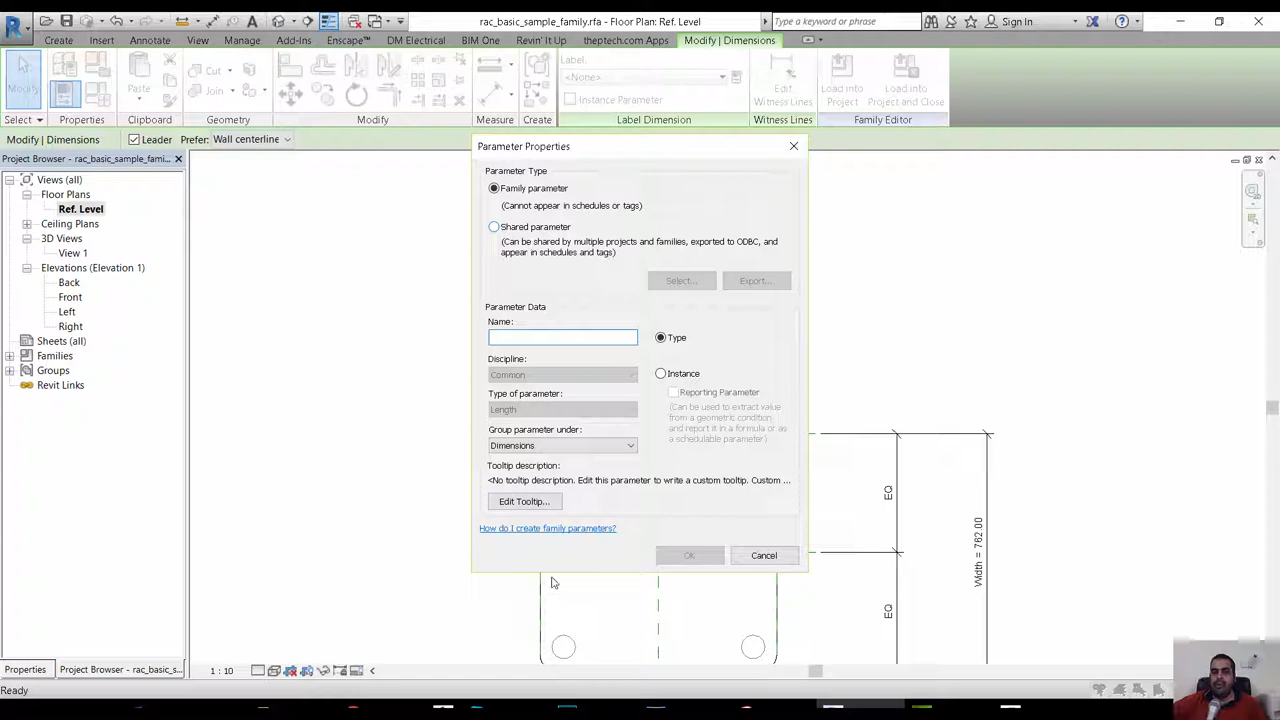 rac_basic_sample_family.rfa - Floor Plan: Ref. Level
Type a keyword or phrase
Sign In
Create Insert Annotate View Manage Add-Ins Enscape™ DM Electrical BIM One Revin' It Up theptech.com Apps Modify | Dimensions
Modify
Paste
Cut
Join
Label:
<None>
Instance Parameter
Edit
Witness Lines
Load into
Project
Load into
Project and Close
Select Properties Clipboard Geometry Modify Measure Create Label Dimension Witness Lines Family Editor
Modify | Dimensions
Leader Prefer: Wall centerline
Project Browser - rac_basic_sample_fami...
Views (all)
Floor Plans
Ref. Level
Ceiling Plans
3D Views
View 1
Elevations (Elevation 1)
Back
Front
Left
Right
Sheets (all)
Families
Groups
Revit Links
Parameter Properties
Parameter Type
Family parameter
(Cannot appear in schedules or tags)
Shared parameter
(Can be shared by multiple projects and families, exported to ODBC, and
appear in schedules and tags)
Select...
Export...
Parameter Data
Name:
Type
Discipline:
Common
Instance
Reporting Parameter
(Can be used to extract value
from a geometric condition
and report it in a formula or as
a schedulable parameter)
Type of parameter:
Length
Group parameter under:
Dimensions
Tooltip description:
<No tooltip description. Edit this parameter to write a custom tooltip. Custom ...
Edit Tooltip...
How do I create family parameters?
OK
Cancel
EQ
EQ
Width = 762.00
Properties
Project Browser - rac_basic_s...
1 : 10
Ready